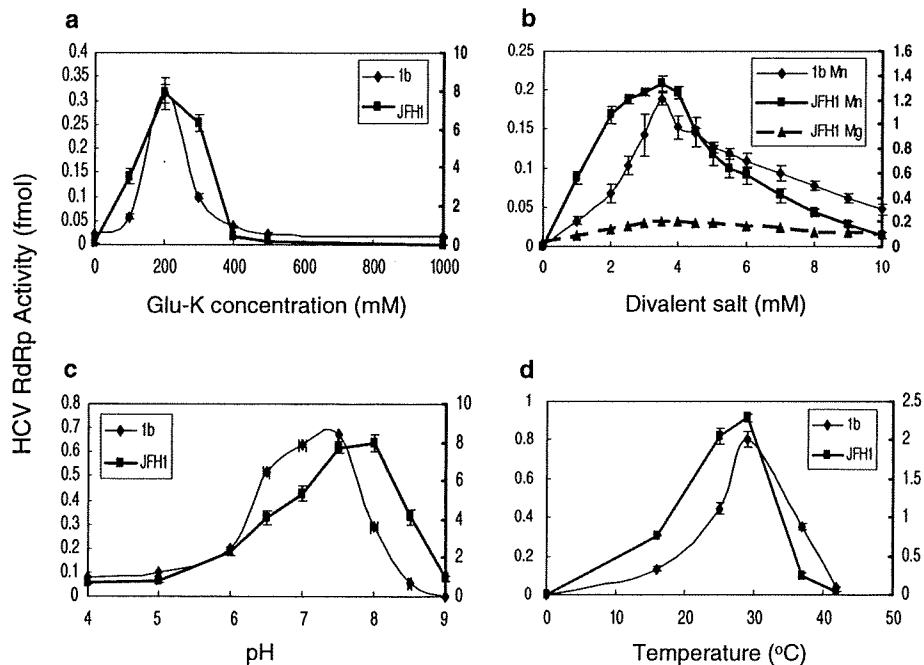 HCV RdRp Activity (fmol)
a
0.4
0.35
0.3
0.25
0.2
0.15
0.1
0.05
0
10
8
6
4
2
0
1b
JFH1
0 200 400 600 800 1000
Glu-K concentration (mM)
b
0.25
0.2
0.15
0.1
0.05
0
1.6
1.4
1.2
1
0.8
0.6
0.4
0.2
0
1b Mn
JFH1 Mn
JFH1 Mg
0 2 4 6 8 10
Divalent salt (mM)
c
0.8
0.7
0.6
0.5
0.4
0.3
0.2
0.1
0
10
8
6
4
2
0
1b
JFH1
4 5 6 7 8 9
pH
d
1
0.8
0.6
0.4
0.2
0
2.5
2
1.5
1
0.5
0
1b
JFH1
0 10 20 30 40 50
Temperature (°C)